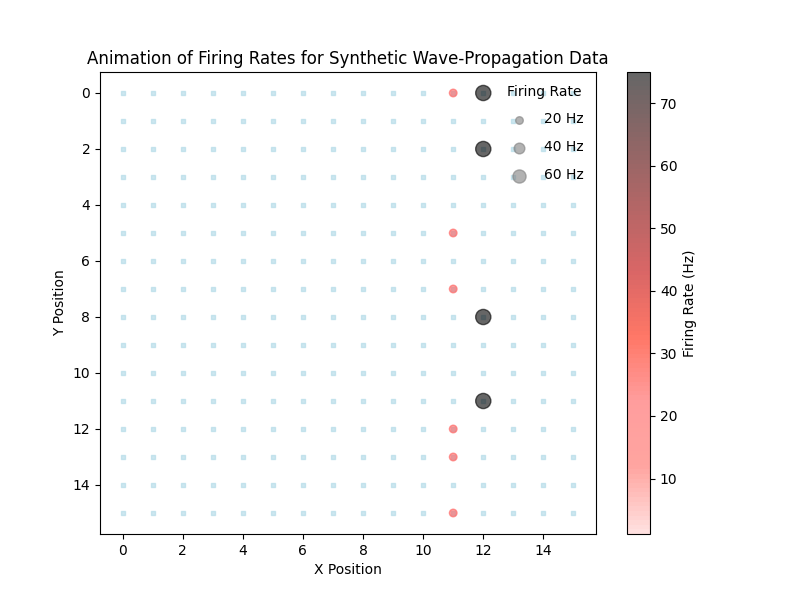 Animation of Firing Rates for Synthetic Wave-Propagation Data
Firing Rate
20 Hz
40 Hz
60 Hz
0
2
4
6
8
10
12
14
Y Position
0
2
4
6
8
10
12
14
X Position
70
60
50
40
30
20
10
Firing Rate (Hz)